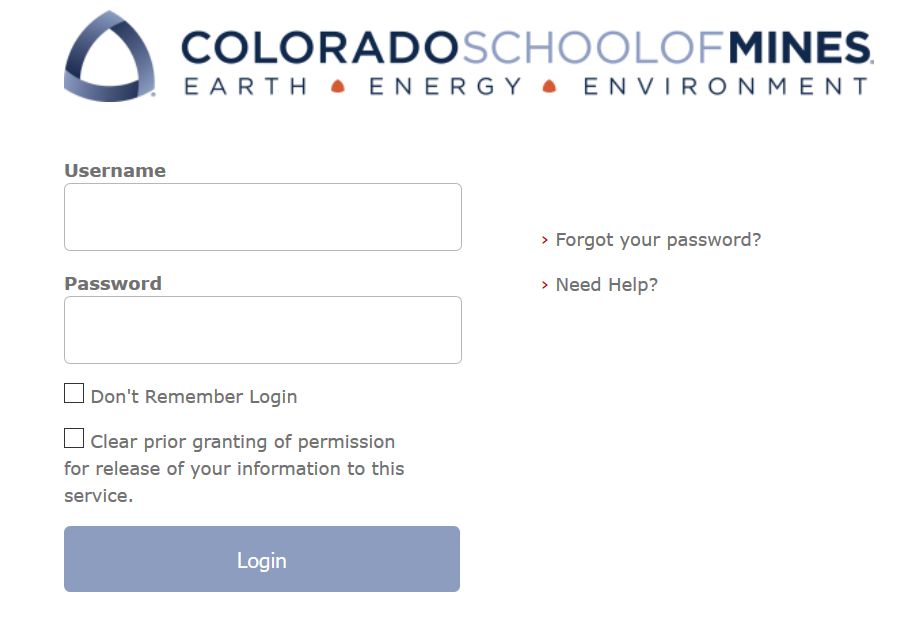 COLORADOSCHOOLOFMINES.
EARTH ENERGY ENVIRONMENT
Username
› Forgot your password?
Password
› Need Help?
Don't Remember Login
Clear prior granting of permission
for release of your information to this
service.
Login